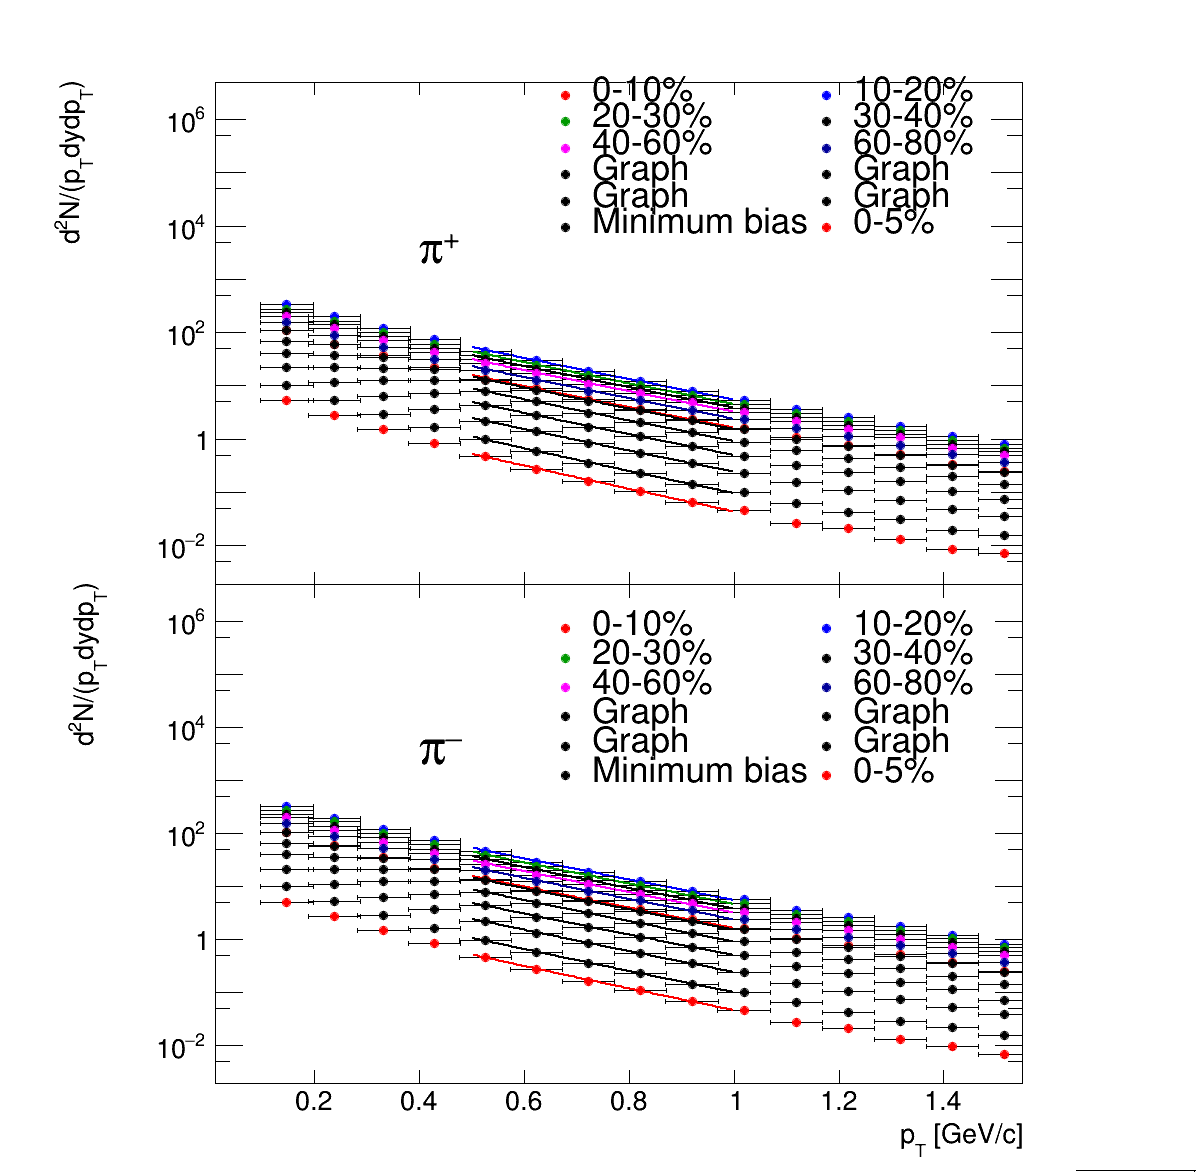 d²N/(p_T dydp_T)
0-10% 10-20%
20-30% 30-40%
40-60% 60-80%
Graph Graph
Graph Graph
Minimum bias 0-5%
π⁺
10⁶
10⁴
10²
1
10⁻²
d²N/(p_T dydp_T)
0-10% 10-20%
20-30% 30-40%
40-60% 60-80%
Graph Graph
Graph Graph
Minimum bias 0-5%
π⁻
10⁶
10⁴
10²
1
10⁻²
0.2 0.4 0.6 0.8 1 1.2 1.4
p_T [GeV/c]